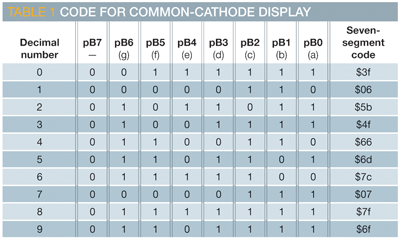 TABLE 1 CODE FOR COMMON-CATHODE DISPLAY
Decimal number pB7 — pB6 (g) pB5 (f) pB4 (e) pB3 (d) pB2 (c) pB1 (b) pB0 (a) Seven-segment code
0 0 0 1 1 1 1 1 1 $3f
1 0 0 0 0 0 1 1 0 $06
2 0 1 0 1 1 0 1 1 $5b
3 0 1 0 0 1 1 1 1 $4f
4 0 1 1 0 0 1 1 0 $66
5 0 1 1 0 1 1 0 1 $6d
6 0 1 1 1 1 1 0 0 $7c
7 0 0 0 0 0 1 1 1 $07
8 0 1 1 1 1 1 1 1 $7f
9 0 1 1 0 1 1 1 1 $6f